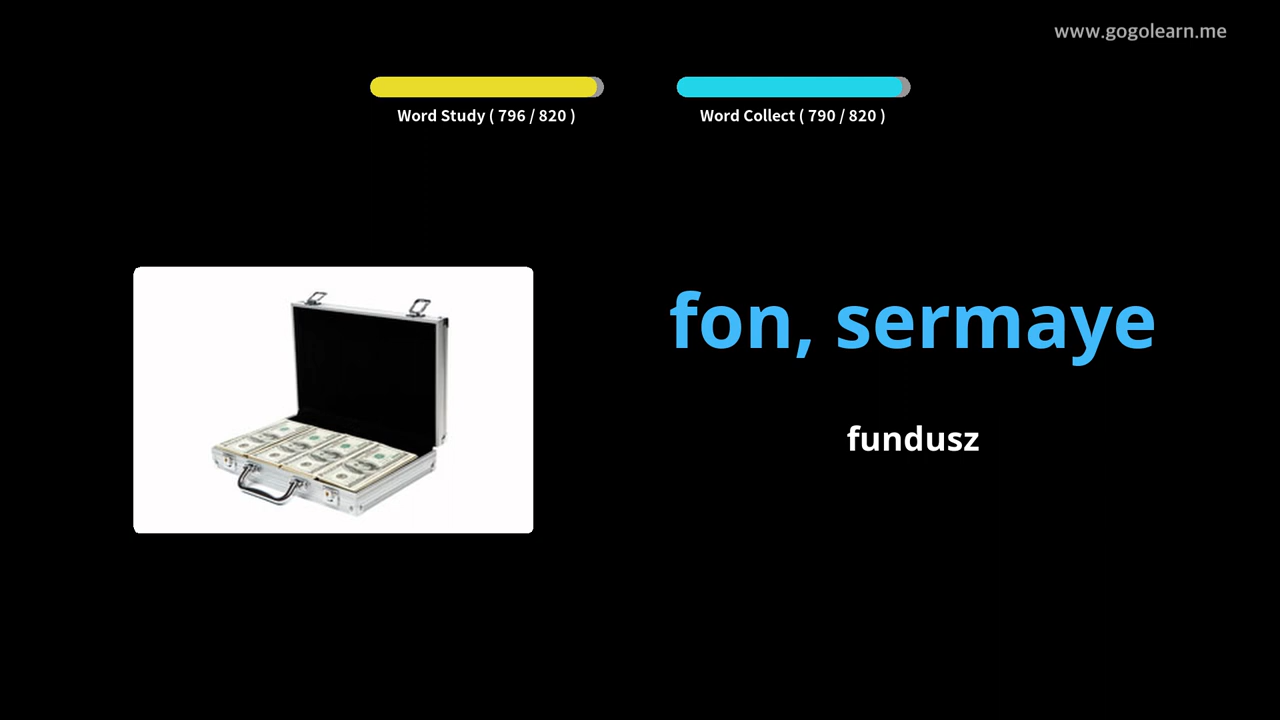 www.gogolearn.me
Word Study ( 796 / 820 )
Word Collect ( 790 / 820 )
fon, sermaye
fundusz